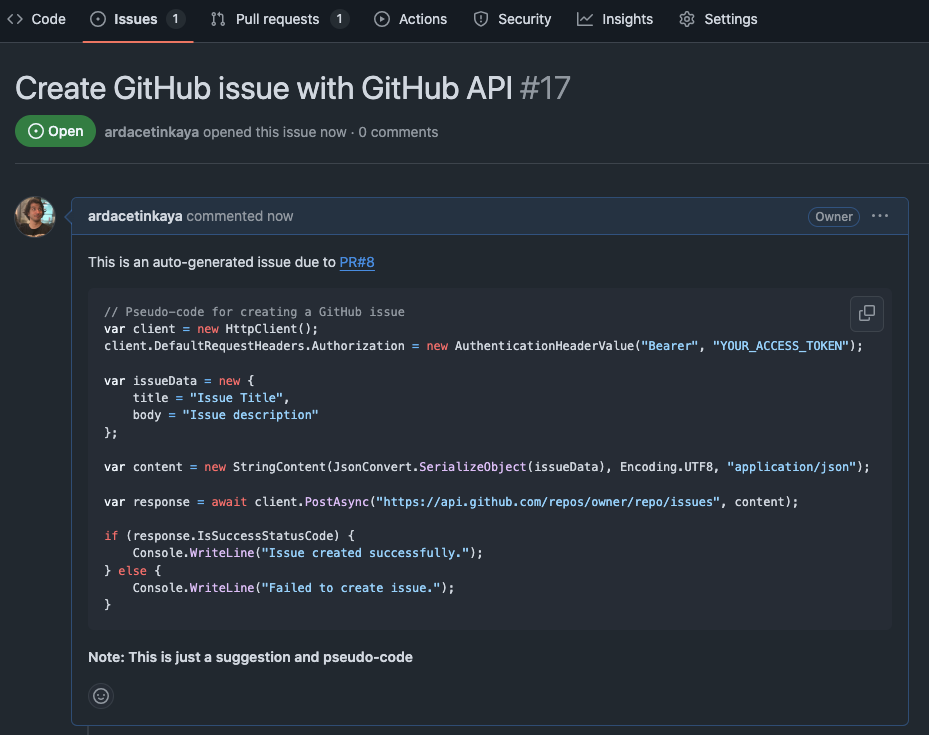 Code Issues 1 Pull requests 1 Actions Security Insights Settings
Create GitHub issue with GitHub API #17
Open ardacetinkaya opened this issue now · 0 comments
ardacetinkaya commented now Owner ...
This is an auto-generated issue due to PR#8
// Pseudo-code for creating a GitHub issue
var client = new HttpClient();
client.DefaultRequestHeaders.Authorization = new AuthenticationHeaderValue("Bearer", "YOUR_ACCESS_TOKEN");
var issueData = new {
    title = "Issue Title",
    body = "Issue description"
};
var content = new StringContent(JsonConvert.SerializeObject(issueData), Encoding.UTF8, "application/json");
var response = await client.PostAsync("https://api.github.com/repos/owner/repo/issues", content);
if (response.IsSuccessStatusCode) {
    Console.WriteLine("Issue created successfully.");
} else {
    Console.WriteLine("Failed to create issue.");
}
Note: This is just a suggestion and pseudo-code